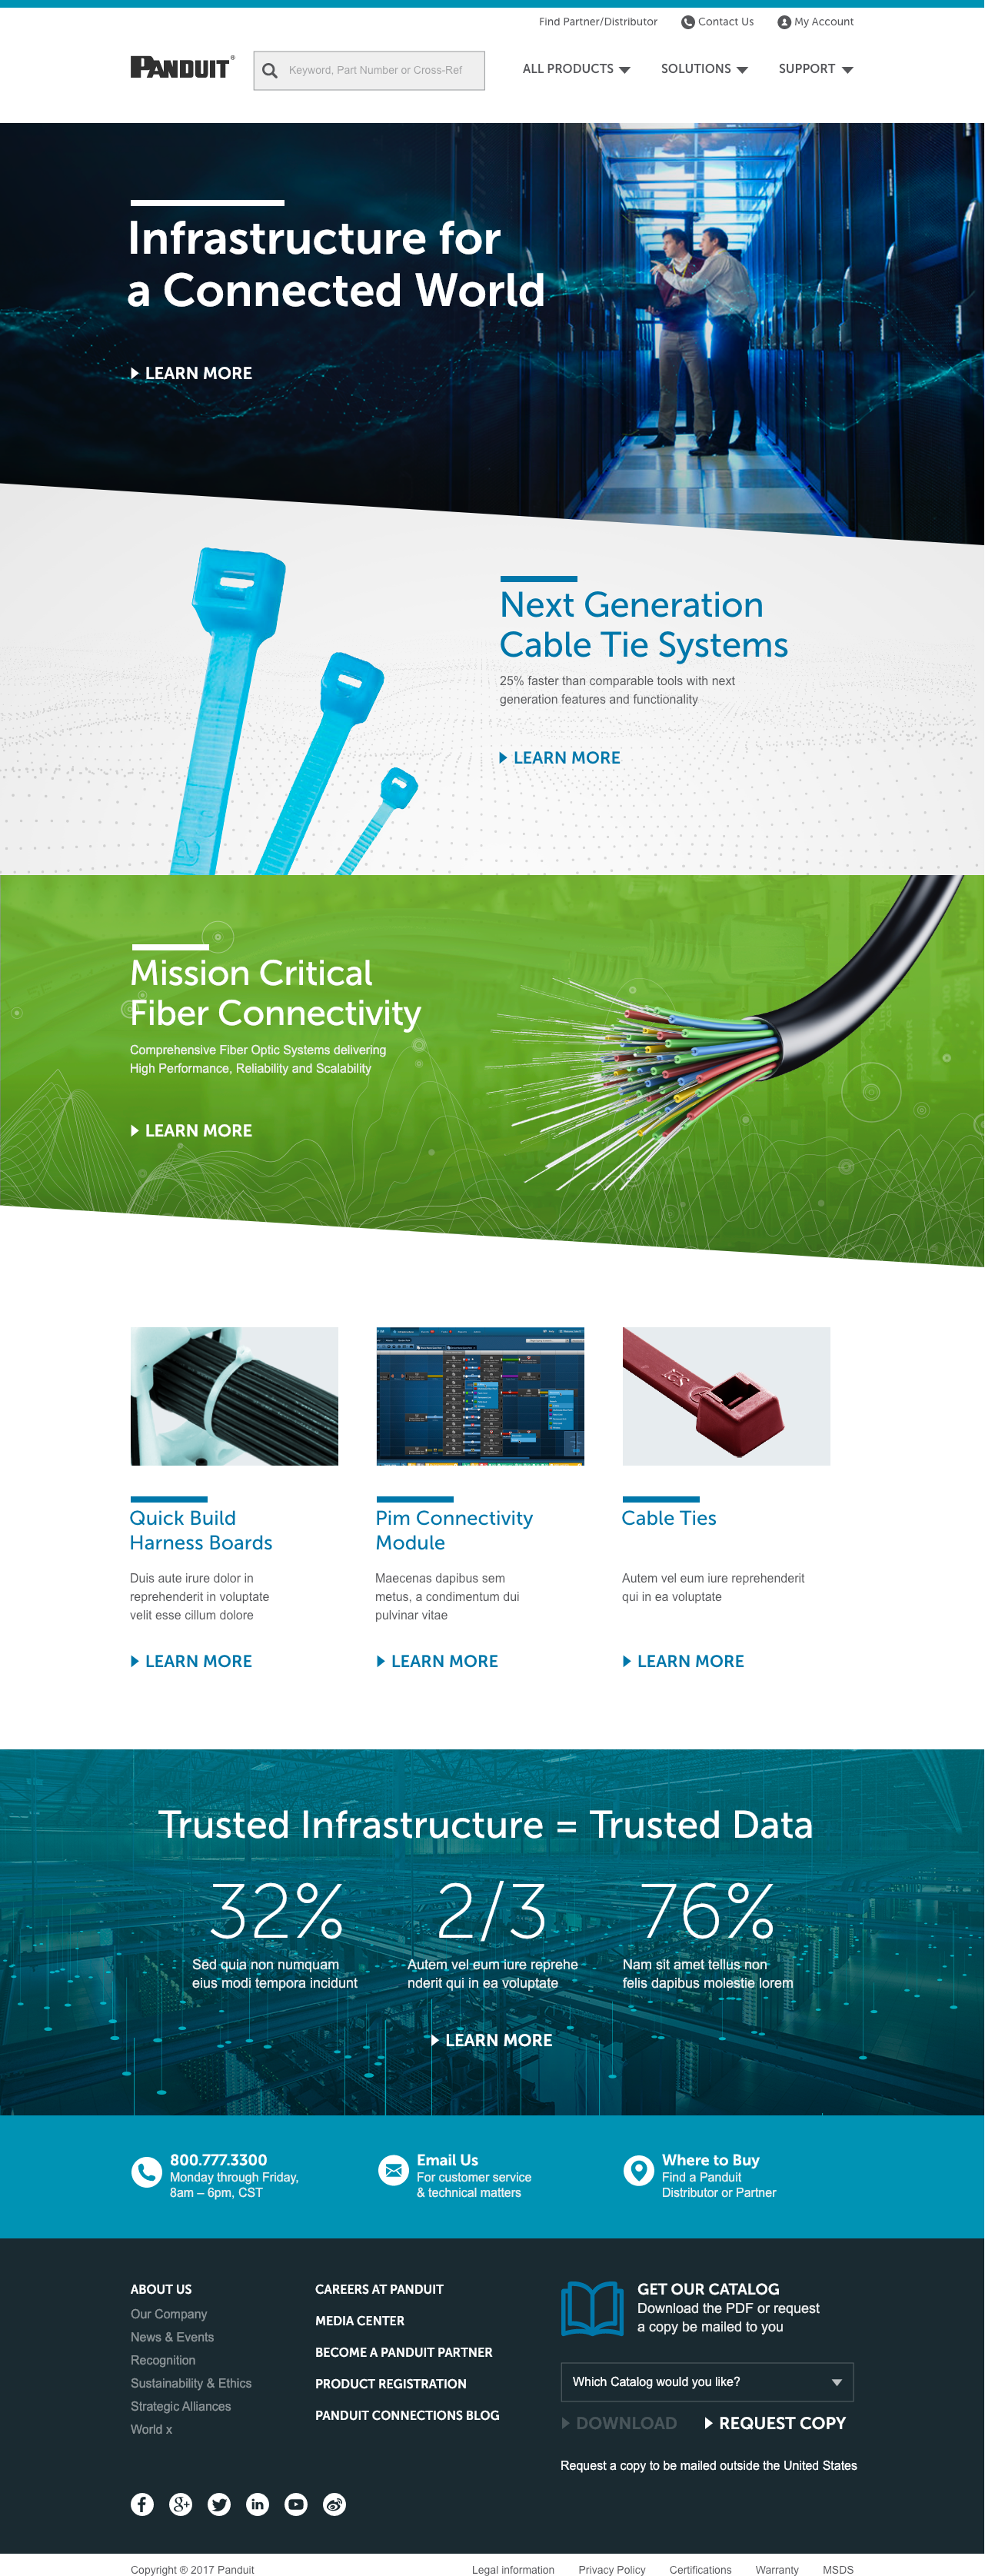 Find Partner/Distributor Contact Us My Account
PANDUIT®
Keyword, Part Number or Cross-Ref
ALL PRODUCTS SOLUTIONS SUPPORT
Infrastructure for
a Connected World
LEARN MORE
Next Generation
Cable Tie Systems
25% faster than comparable tools with next
generation features and functionality
LEARN MORE
Mission Critical
Fiber Connectivity
Comprehensive Fiber Optic Systems delivering
High Performance, Reliability and Scalability
LEARN MORE
Quick Build
Harness Boards
Duis aute irure dolor in
reprehenderit in voluptate
velit esse cillum dolore
LEARN MORE
Pim Connectivity
Module
Maecenas dapibus sem
metus, a condimentum dui
pulvinar vitae
LEARN MORE
Cable Ties
Autem vel eum iure reprehenderit
qui in ea voluptate
LEARN MORE
Trusted Infrastructure = Trusted Data
32%
Sed quia non numquam
eius modi tempora incidunt
2/3
Autem vel eum iure reprehe
nderit qui in ea voluptate
76%
Nam sit amet tellus non
felis dapibus molestie lorem
LEARN MORE
800.777.3300
Monday through Friday,
8am – 6pm, CST
Email Us
For customer service
& technical matters
Where to Buy
Find a Panduit
Distributor or Partner
ABOUT US
Our Company
News & Events
Recognition
Sustainability & Ethics
Strategic Alliances
World x
CAREERS AT PANDUIT
MEDIA CENTER
BECOME A PANDUIT PARTNER
PRODUCT REGISTRATION
PANDUIT CONNECTIONS BLOG
GET OUR CATALOG
Download the PDF or request
a copy be mailed to you
Which Catalog would you like?
DOWNLOAD REQUEST COPY
Request a copy to be mailed outside the United States
Copyright ® 2017 Panduit
Legal information Privacy Policy Certifications Warranty MSDS